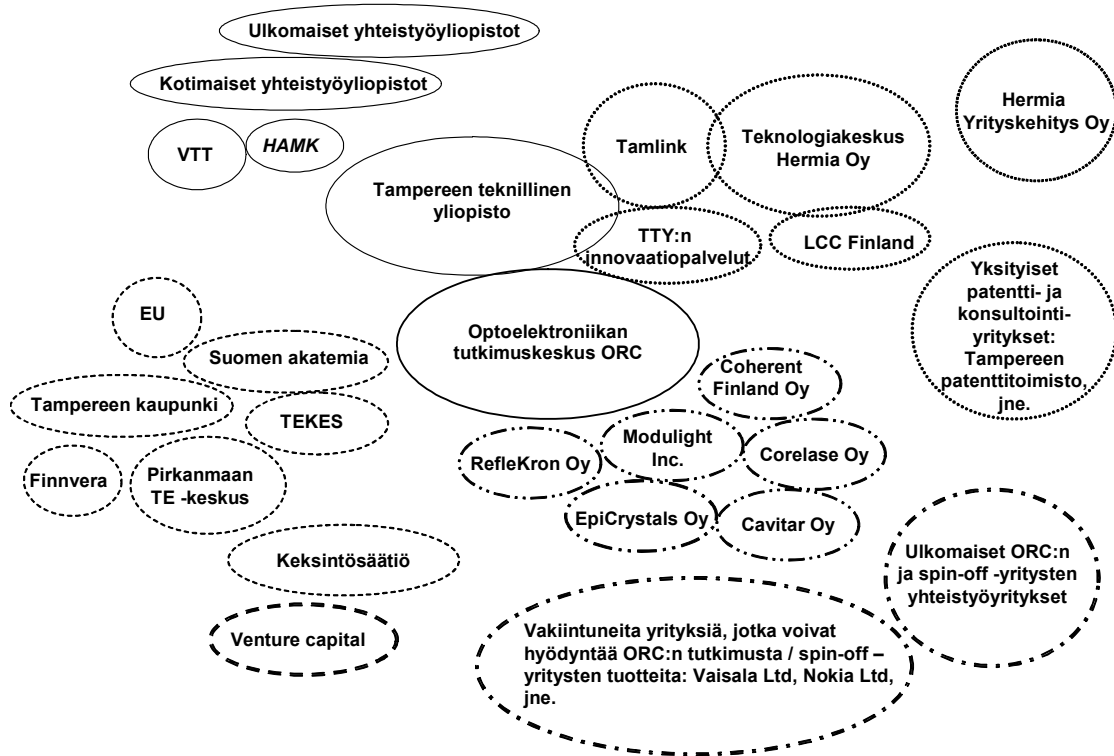 Ulkomaiset yhteistyöyliopistot
Kotimaiset yhteistyöyliopistot
VTT
HAMK
Tampereen teknillinen
yliopisto
Tamlink
Teknologiakeskus
Hermia Oy
Hermia
Yrityskehitys Oy
TTY:n
innovaatiopalvelut
LCC Finland
Yksityiset
patentti- ja
konsultointi-
yritykset:
Tampereen
patenttitoimisto,
jne.
Optoelektroniikan
tutkimuskeskus ORC
EU
Suomen akatemia
Tampereen kaupunki
TEKES
Finnvera
Pirkanmaan
TE -keskus
Keksintösäätiö
Venture capital
Coherent
Finland Oy
RefleKron Oy
Modulight
Inc.
Corelase Oy
EpiCrystals Oy
Cavitar Oy
Ulkomaiset ORC:n
ja spin-off -yritysten
yhteistyöyritykset
Vakiintuneita yrityksiä, jotka voivat
hyödyntää ORC:n tutkimusta / spin-off –
yritysten tuotteita: Vaisala Ltd, Nokia Ltd,
jne.